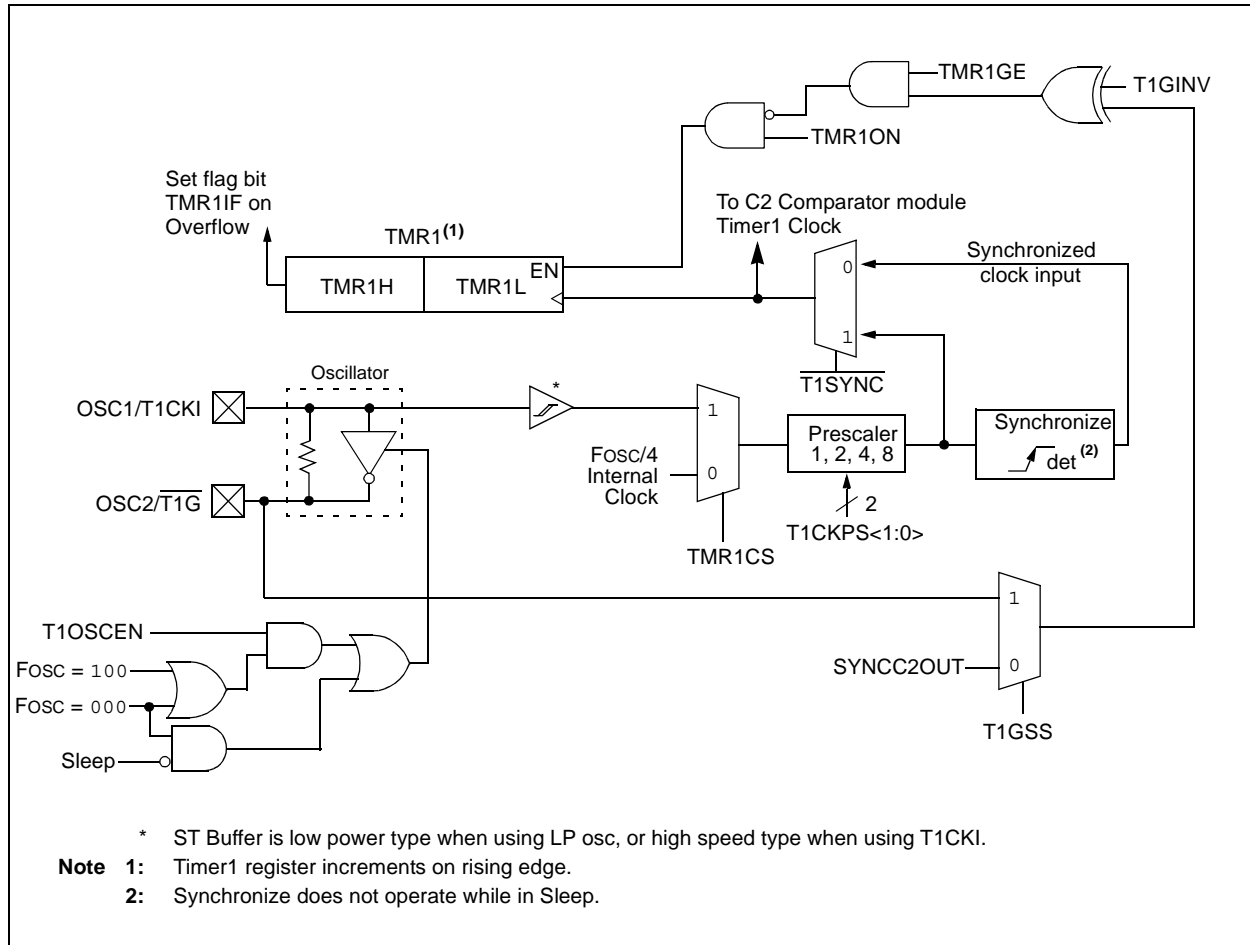 TMR1GE
T1GINV
TMR1ON
Set flag bit
TMR1IF on
Overflow
To C2 Comparator module
Timer1 Clock
TMR1(1)
EN
TMR1H
TMR1L
0
Synchronized
clock input
1
T1SYNC
Oscillator
*
OSC1/T1CKI
1
FOSC/4
Internal
Clock
0
Prescaler
1, 2, 4, 8
Synchronize
det (2)
OSC2/T1G
2
T1CKPS<1:0>
TMR1CS
1
T1OSCEN
SYNCC2OUT
0
FOSC = 100
FOSC = 000
T1GSS
Sleep
* ST Buffer is low power type when using LP osc, or high speed type when using T1CKI.
Note 1: Timer1 register increments on rising edge.
2: Synchronize does not operate while in Sleep.